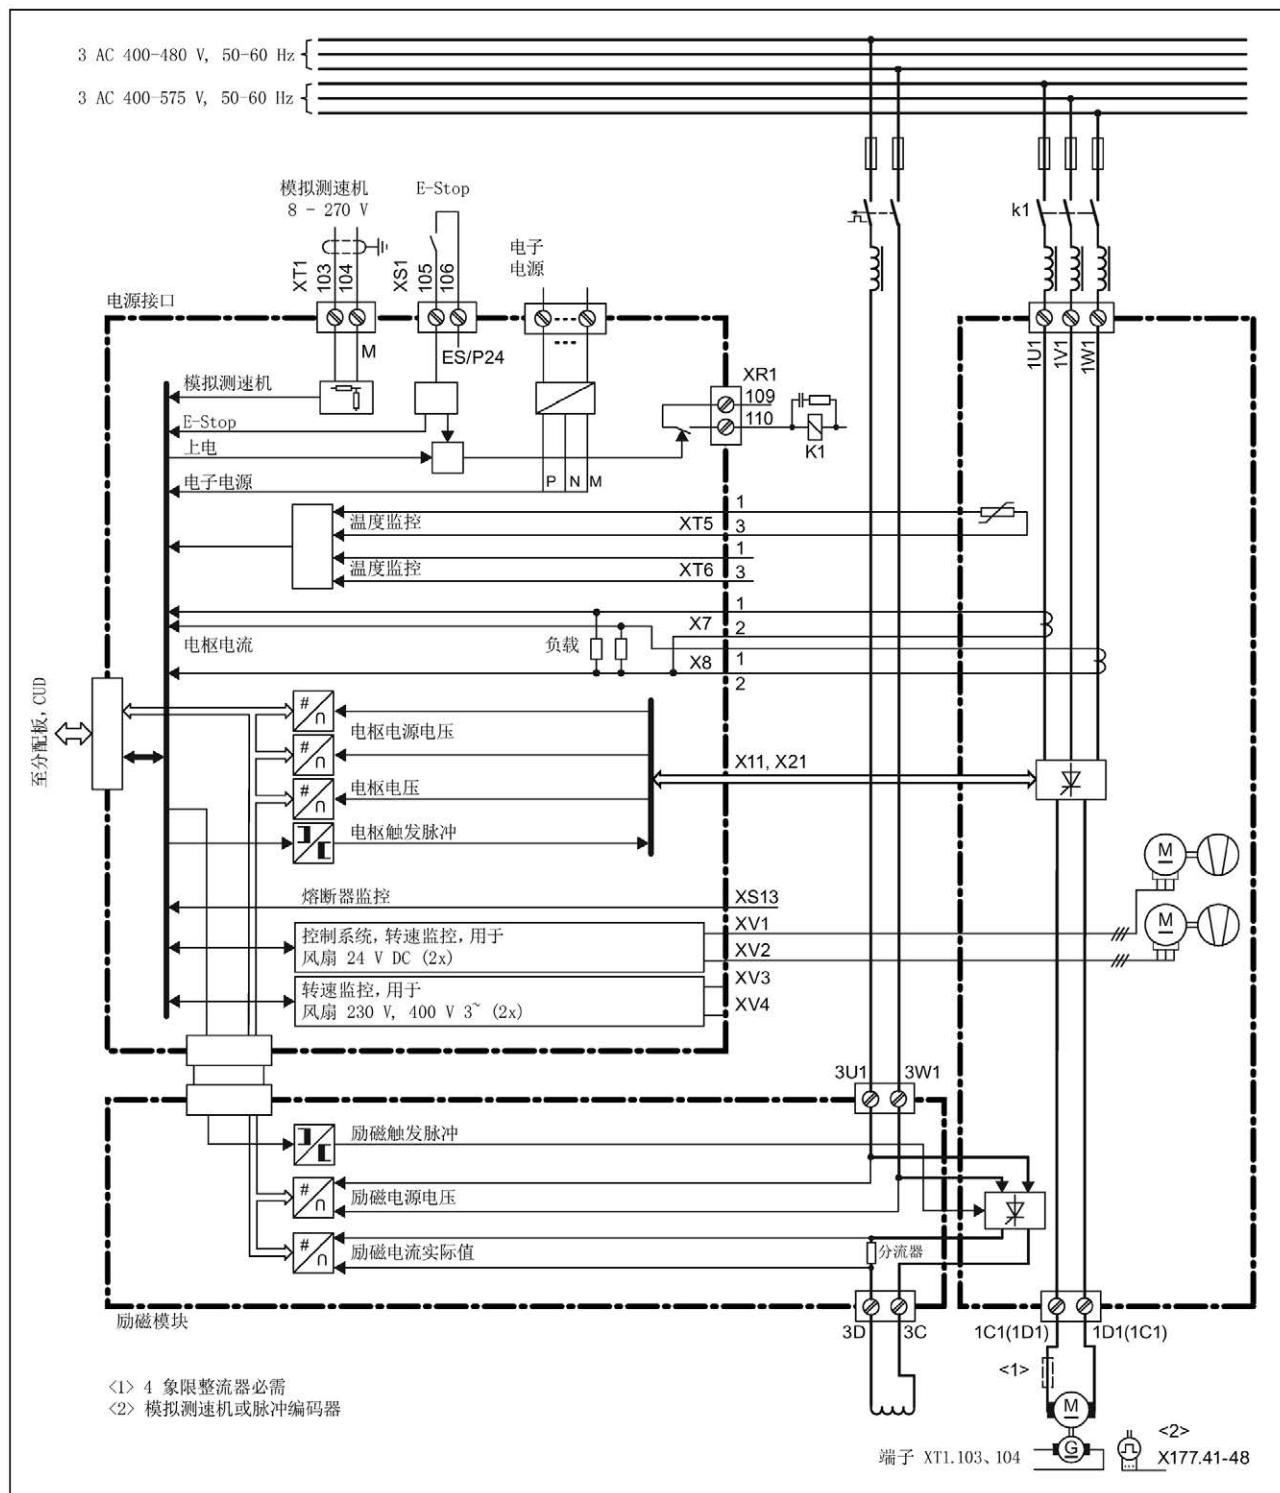 3 AC 400-480 V, 50-60 Hz
3 AC 400-575 V, 50-60 Hz
模拟测速机
8 - 270 V
E-Stop
k1
XT1
103
104
XS1
105
106
电子
电源
电源接口
M
ES/P24
1U1
1V1
1W1
模拟测速机
XR1
109
110
E-Stop
上电
K1
电子电源
P N M
温度监控
XT5
1
3
温度监控
XT6
1
3
电枢电流
负载
X7
1
2
X8
1
2
至分配板, CUD
#
∩
电枢电源电压
#
∩
X11, X21
#
∩
电枢电压
电枢触发脉冲
M
熔断器监控
XS13
M
控制系统, 转速监控, 用于
风扇 24 V DC (2x)
XV1
XV2
转速监控, 用于
风扇 230 V, 400 V 3~ (2x)
XV3
XV4
3U1
3W1
励磁触发脉冲
#
∩
励磁电源电压
#
∩
励磁电流实际值
分流器
励磁模块
3D
3C
1C1(1D1)
1D1(1C1)
<1>
<1> 4 象限整流器必需
<2> 模拟测速机或脉冲编码器
M
G
<2>
端子 XT1.103、104
X177.41-48